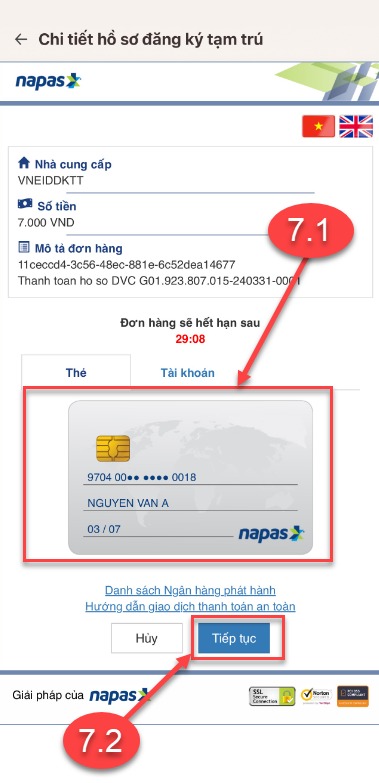 ← Chi tiết hồ sơ đăng ký tạm trú
napas
Nhà cung cấp
VNEIDDKTT
Số tiền
7.000 VND
7.1
Mô tả đơn hàng
11ceccd4-3c56-48ec-881e-6c52dea14677
Thanh toan ho so DVC G01.923.807.015-240331-0001
Đơn hàng sẽ hết hạn sau
29:08
Thẻ
Tài khoản
9704 00●● ●●●● 0018
NGUYEN VAN A
03 / 07
napas
Danh sách Ngân hàng phát hành
Hướng dẫn giao dịch thanh toán an toàn
Hủy
Tiếp tục
Giải pháp của napas
SSL
Secure
Connection
Norton
7.2